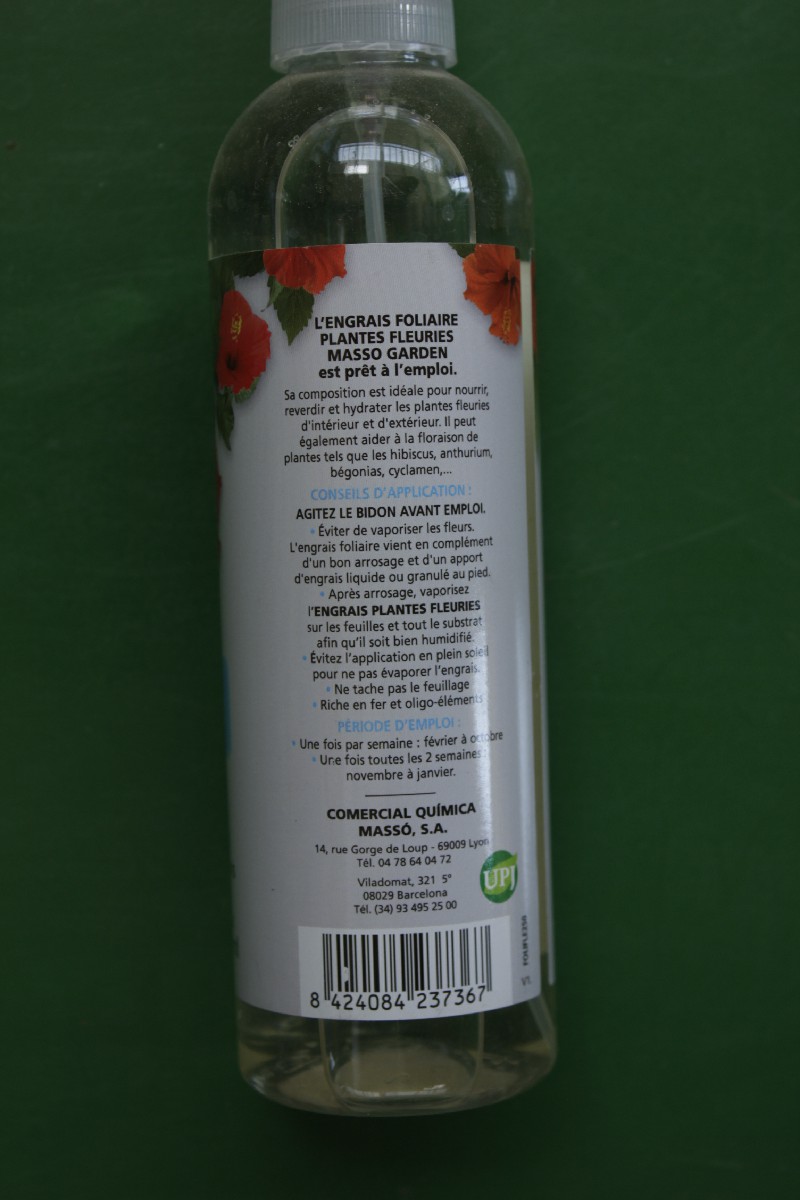 L'ENGRAIS FOLIAIRE
PLANTES FLEURIES
MASSO GARDEN
est prêt à l'emploi.
Sa composition est idéale pour nourrir,
reverdir et hydrater les plantes fleuries
d'intérieur et d'extérieur. Il peut
également aider à la floraison de
plantes tels que les hibiscus, anthurium,
bégonias, cyclamen,...
CONSEILS D'APPLICATION :
AGITEZ LE BIDON AVANT EMPLOI.
• Éviter de vaporiser les fleurs.
L'engrais foliaire vient en complément
d'un bon arrosage et d'un apport
d'engrais liquide ou granulé au pied.
• Après arrosage, vaporisez
l'ENGRAIS PLANTES FLEURIES
sur les feuilles et tout le substrat
afin qu'il soit bien humidifié.
• Évitez l'application en plein soleil
pour ne pas évaporer l'engrais.
• Ne tache pas le feuillage
• Riche en fer et oligo-éléments
PÉRIODE D'EMPLOI :
• Une fois par semaine : février à octobre
• Une fois toutes les 2 semaines :
novembre à janvier.
COMERCIAL QUÍMICA
MASSÓ, S.A.
14, rue Gorge de Loup - 69009 Lyon
Tél. 04 78 64 04 72
Viladomat, 321 5°
08029 Barcelona
Tél. (34) 93 495 25 00
UPJ
8 424084 237367